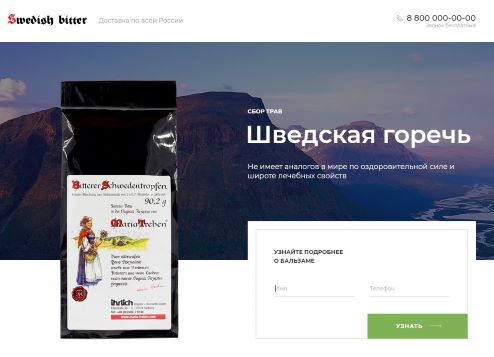 Swedish bitter
Доставка по всей России
8 800 000-00-00
звонок бесплатный
СБОР ТРАВ
Шведская горечь
Не имеет аналогов в мире по оздоровительной силе и
широте лечебных свойств
Bitterer Schwedentropfen
90,2 g
Maria Treben
ihrlich
УЗНАЙТЕ ПОДРОБНЕЕ
О БАЛЬЗАМЕ
Имя
Телефон
УЗНАТЬ